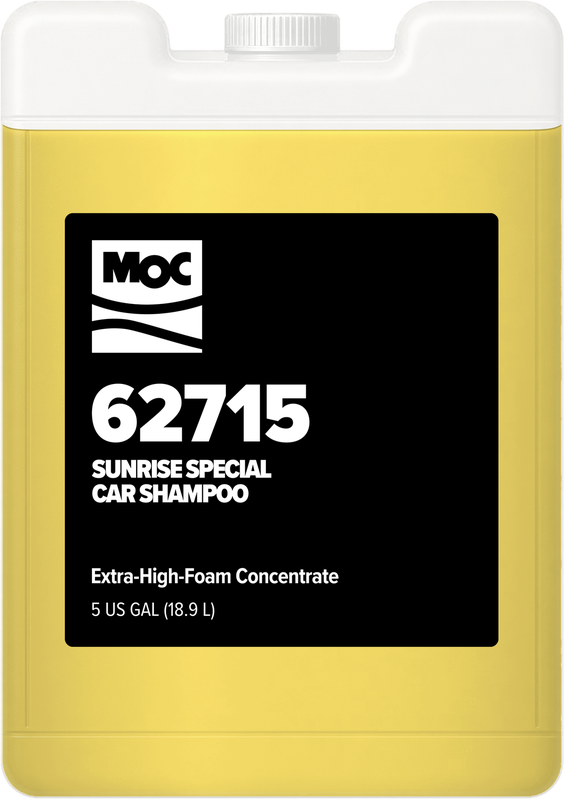 MOC
62715
SUNRISE SPECIAL
CAR SHAMPOO
Extra-High-Foam Concentrate
5 US GAL (18.9 L)